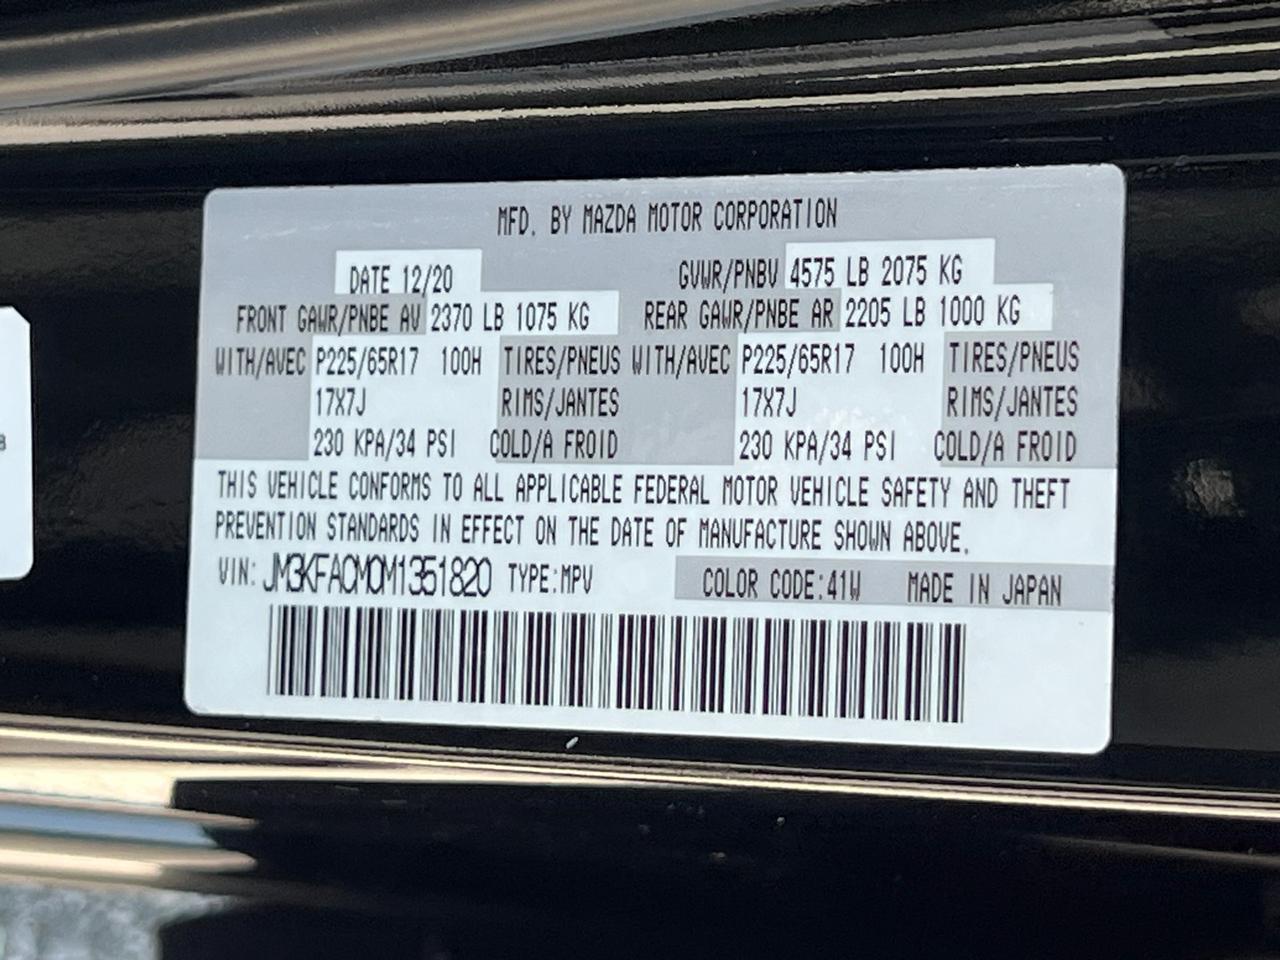 MFD. BY MAZDA MOTOR CORPORATION
DATE 12/20 GVWR/PNBV 4575 LB 2075 KG
FRONT GAWR/PNBE AV 2370 LB 1075 KG REAR GAWR/PNBE AR 2205 LB 1000 KG
WITH/AVEC P225/65R17 100H TIRES/PNEUS WITH/AVEC P225/65R17 100H TIRES/PNEUS
17X7J RIMS/JANTES 17X7J RIMS/JANTES
230 KPA/34 PSI COLD/A FROID 230 KPA/34 PSI COLD/A FROID
THIS VEHICLE CONFORMS TO ALL APPLICABLE FEDERAL MOTOR VEHICLE SAFETY AND THEFT
PREVENTION STANDARDS IN EFFECT ON THE DATE OF MANUFACTURE SHOWN ABOVE.
VIN: JM3KFACM0M1351820 TYPE:MPV COLOR CODE:41W MADE IN JAPAN